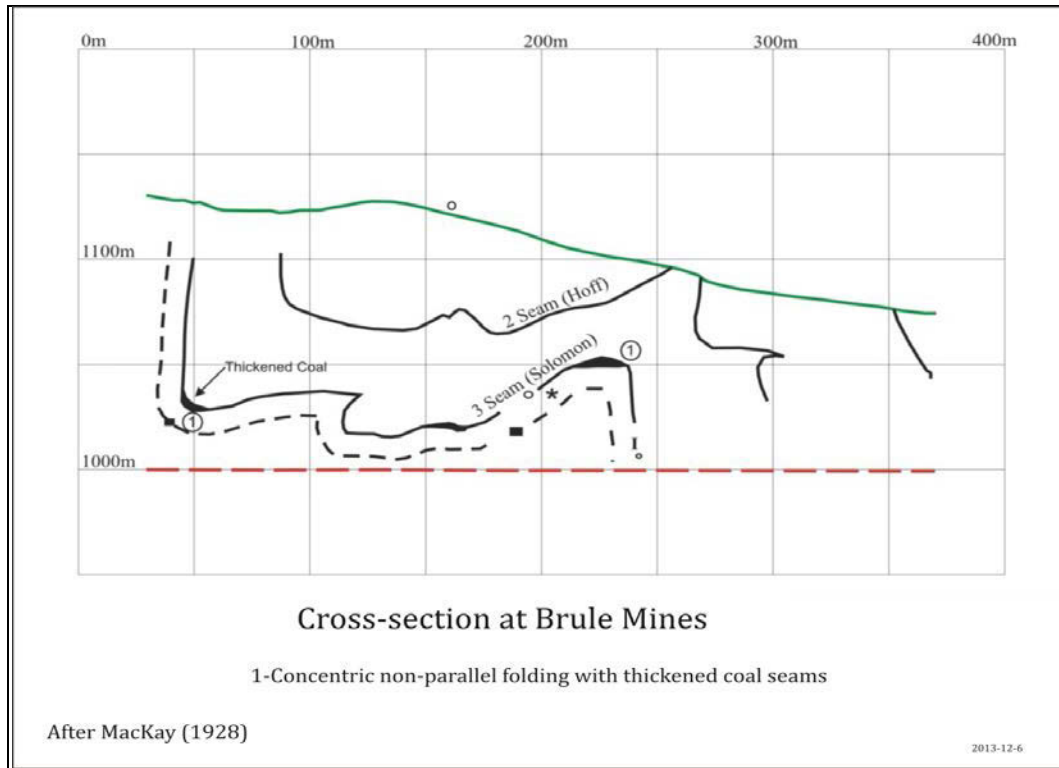 0m 100m 200m 300m 400m
1100m
2 Seam (Hoff)
Thickened Coal
3 Seam (Solomon)
1
1
1000m
Cross-section at Brule Mines
1-Concentric non-parallel folding with thickened coal seams
After MacKay (1928)
2013-12-6